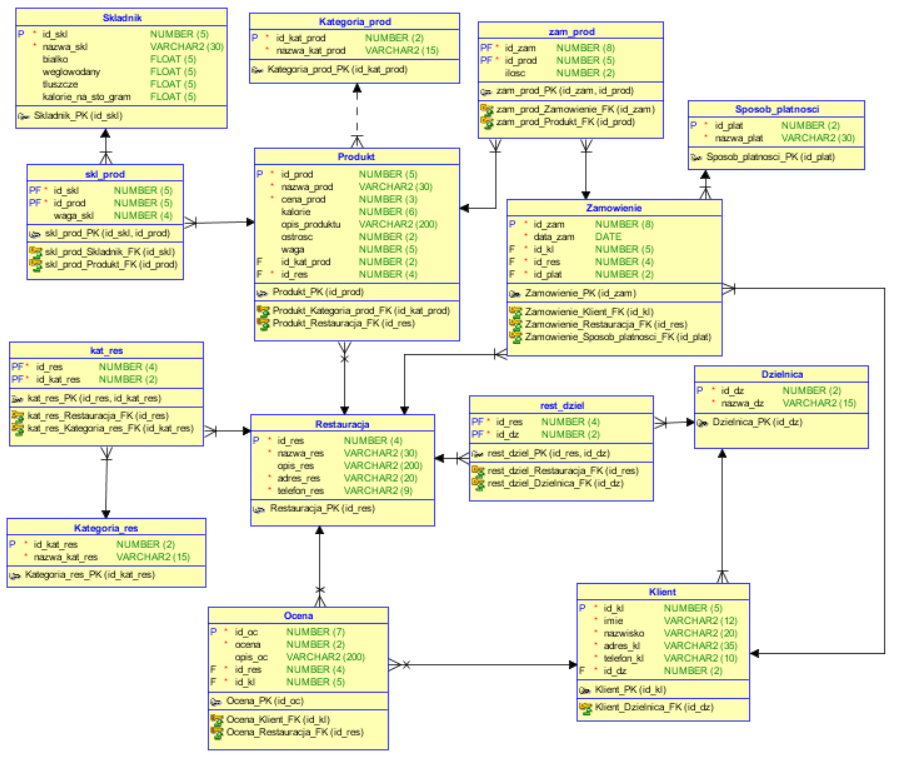 Skladnik
P * id_skl NUMBER (5)
* nazwa_skl VARCHAR2 (30)
bialko FLOAT (5)
weglowodany FLOAT (5)
tluszcze FLOAT (5)
kalorie_na_sto_gram FLOAT (5)
Skladnik_PK (id_skl)
Kategoria_prod
P * id_kat_prod NUMBER (2)
* nazwa_kat_prod VARCHAR2 (15)
Kategoria_prod_PK (id_kat_prod)
zam_prod
PF * id_zam NUMBER (8)
PF * id_prod NUMBER (5)
ilosc NUMBER (2)
zam_prod_PK (id_zam, id_prod)
zam_prod_Zamowienie_FK (id_zam)
zam_prod_Produkt_FK (id_prod)
Sposob_platnosci
P * id_plat NUMBER (2)
* nazwa_plat VARCHAR2 (30)
Sposob_platnosci_PK (id_plat)
skl_prod
PF * id_skl NUMBER (5)
PF * id_prod NUMBER (5)
waga_skl NUMBER (4)
skl_prod_PK (id_skl, id_prod)
skl_prod_Skladnik_FK (id_skl)
skl_prod_Produkt_FK (id_prod)
Produkt
P * id_prod NUMBER (5)
* nazwa_prod VARCHAR2 (30)
* cena_prod NUMBER (3)
kalorie NUMBER (6)
opis_produktu VARCHAR2 (200)
ostrosc NUMBER (2)
waga NUMBER (5)
F * id_kat_prod NUMBER (2)
F * id_res NUMBER (4)
Produkt_PK (id_prod)
Produkt_Kategoria_prod_FK (id_kat_prod)
Produkt_Restauracja_FK (id_res)
Zamowienie
P * id_zam NUMBER (8)
* data_zam DATE
F * id_kl NUMBER (5)
F * id_res NUMBER (4)
F * id_plat NUMBER (2)
Zamowienie_PK (id_zam)
Zamowienie_Klient_FK (id_kl)
Zamowienie_Restauracja_FK (id_res)
Zamowienie_Sposob_platnosci_FK (id_plat)
kat_res
PF * id_res NUMBER (4)
PF * id_kat_res NUMBER (2)
kat_res_PK (id_res, id_kat_res)
kat_res_Restauracja_FK (id_res)
kat_res_Kategoria_res_FK (id_kat_res)
Restauracja
P * id_res NUMBER (4)
* nazwa_res VARCHAR2 (30)
opis_res VARCHAR2 (200)
* adres_res VARCHAR2 (20)
* telefon_res VARCHAR2 (9)
Restauracja_PK (id_res)
rest_dziel
PF * id_res NUMBER (4)
PF * id_dz NUMBER (2)
rest_dziel_PK (id_res, id_dz)
rest_dziel_Restauracja_FK (id_res)
rest_dziel_Dzielnica_FK (id_dz)
Dzielnica
P * id_dz NUMBER (2)
* nazwa_dz VARCHAR2 (15)
Dzielnica_PK (id_dz)
Kategoria_res
P * id_kat_res NUMBER (2)
* nazwa_kat_res VARCHAR2 (15)
Kategoria_res_PK (id_kat_res)
Ocena
P * id_oc NUMBER (7)
* ocena NUMBER (2)
opis_oc VARCHAR2 (200)
F * id_res NUMBER (4)
F * id_kl NUMBER (5)
Ocena_PK (id_oc)
Ocena_Klient_FK (id_kl)
Ocena_Restauracja_FK (id_res)
Klient
P * id_kl NUMBER (5)
* imie VARCHAR2 (12)
* nazwisko VARCHAR2 (20)
* adres_kl VARCHAR2 (35)
* telefon_kl VARCHAR2 (10)
F * id_dz NUMBER (2)
Klient_PK (id_kl)
Klient_Dzielnica_FK (id_dz)